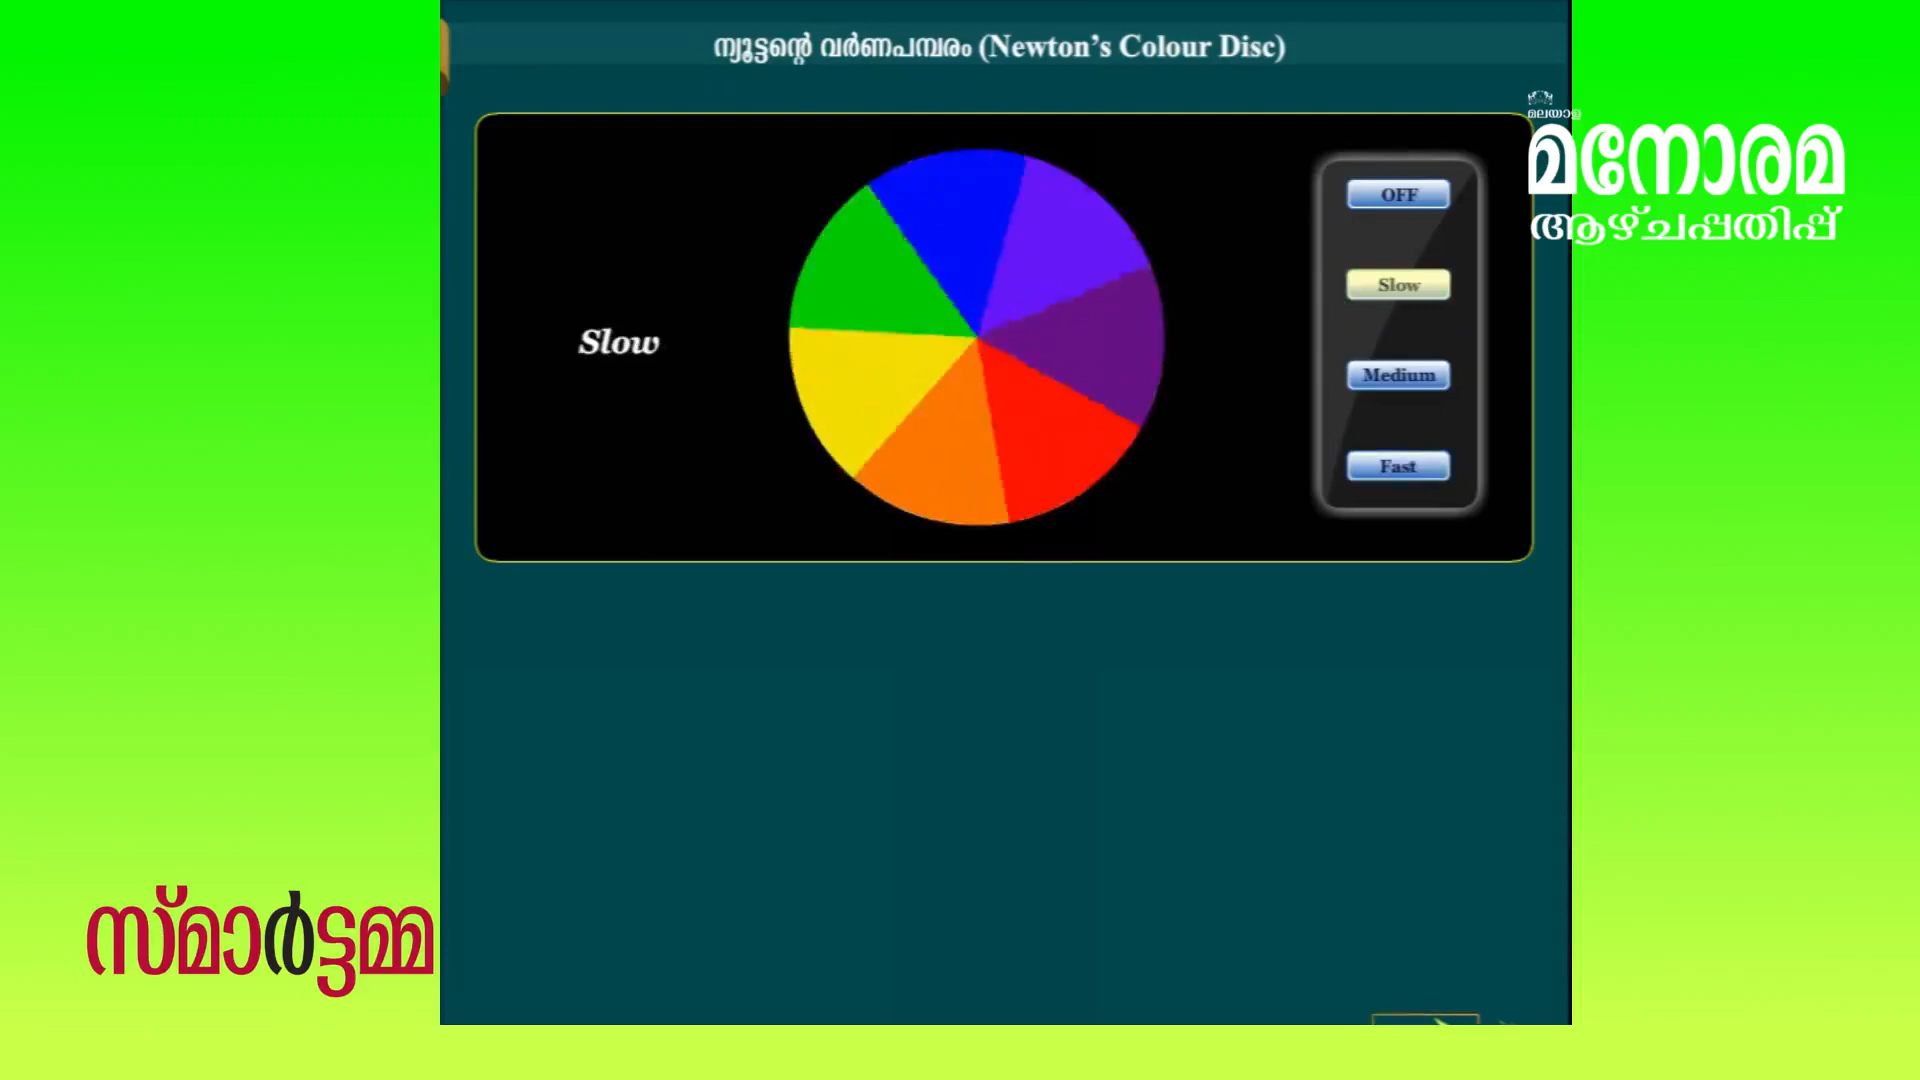 ന്യൂട്ടന്റെ വർണപമ്പരം (Newton's Colour Disc)
മലയാള
മനോരമ
ആഴ്ചപ്പതിപ്പ്
OFF
Slow
Slow
Medium
Fast
സ്മാർട്ടമ്മ